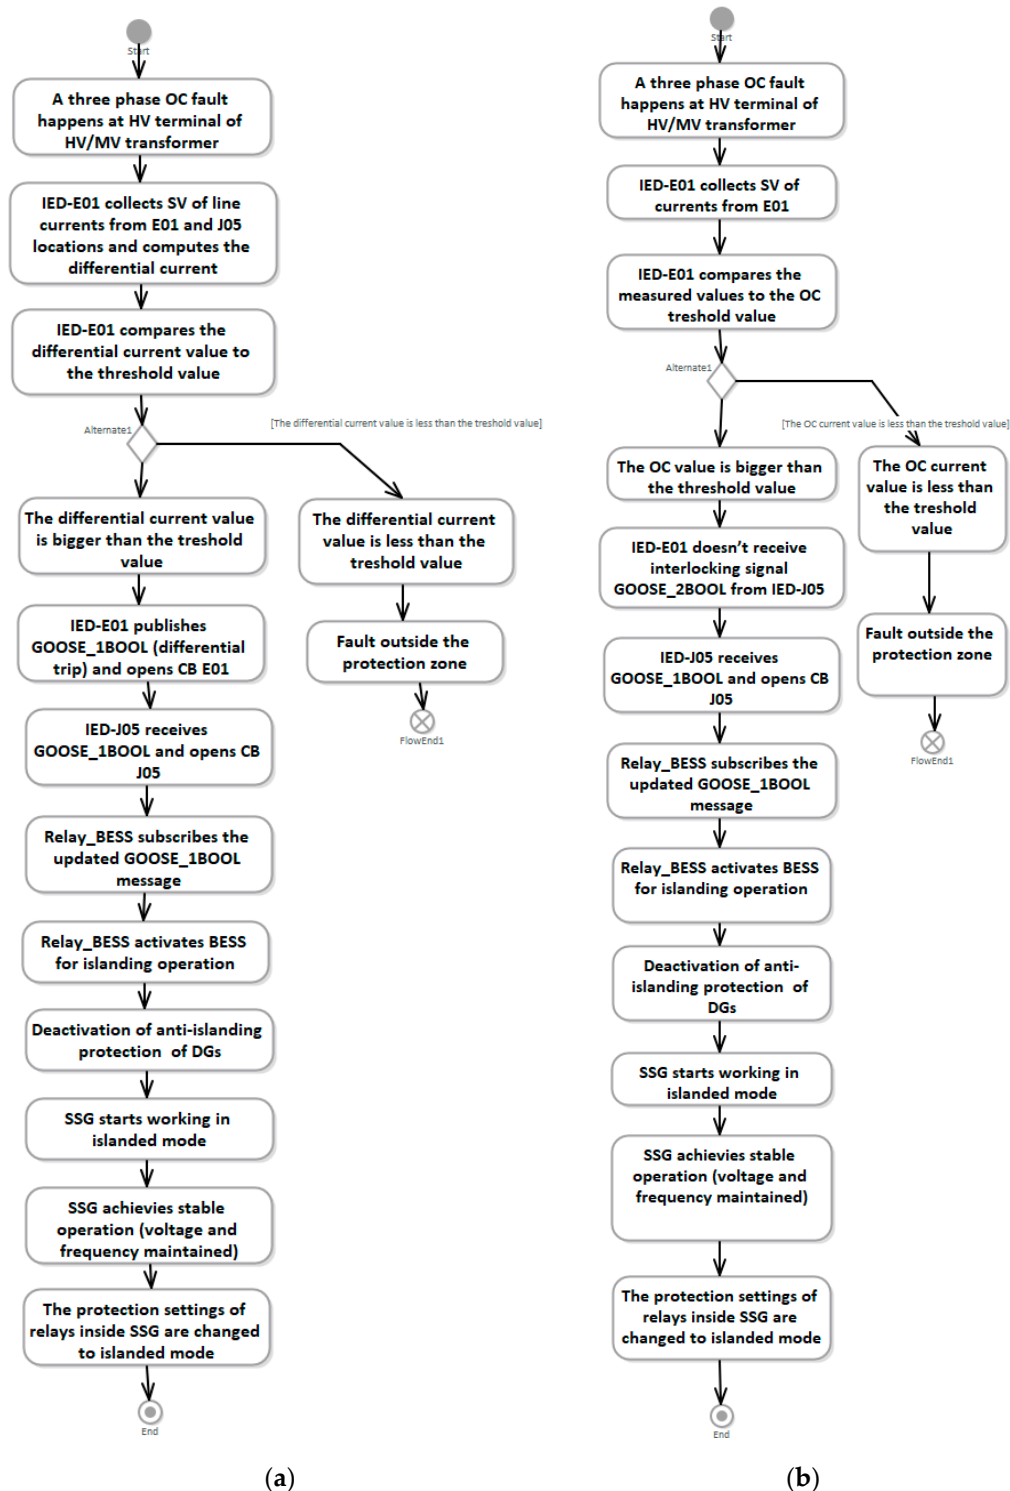 Start
A three phase OC fault
happens at HV terminal of
HV/MV transformer
IED-E01 collects SV of line
currents from E01 and J05
locations and computes the
differential current
IED-E01 compares the
differential current value to
the threshold value
Alternate1
[The differential current value is less than the treshold value]
The differential current value
is bigger than the treshold
value
The differential current
value is less than the
treshold value
IED-E01 publishes
GOOSE_1BOOL (differential
trip) and opens CB E01
Fault outside the
protection zone
FlowEnd1
IED-J05 receives
GOOSE_1BOOL and opens CB
J05
Relay_BESS subscribes the
updated GOOSE_1BOOL
message
Relay_BESS activates BESS
for islanding operation
Deactivation of anti-islanding
protection of DGs
SSG starts working in
islanded mode
SSG achievies stable
operation (voltage and
frequency maintained)
The protection settings of
relays inside SSG are changed
to islanded mode
End
(a)
Start
A three phase OC fault
happens at HV terminal of
HV/MV transformer
IED-E01 collects SV of
currents from E01
IED-E01 compares the
measured values to the OC
treshold value
Alternate1
[The OC current value is less than the treshold value]
The OC value is bigger than
the threshold value
The OC current
value is less than
the treshold
value
IED-E01 doesn't receive
interlocking signal
GOOSE_2BOOL from IED-J05
Fault outside the
protection zone
FlowEnd1
IED-J05 receives
GOOSE_1BOOL and opens CB
J05
Relay_BESS subscribes the
updated GOOSE_1BOOL
message
Relay_BESS activates BESS
for islanding operation
Deactivation of anti-
islanding protection of
DGs
SSG starts working in
islanded mode
SSG achievies stable
operation (voltage and
frequency maintained)
The protection settings of
relays inside SSG are
changed to islanded mode
End
(b)